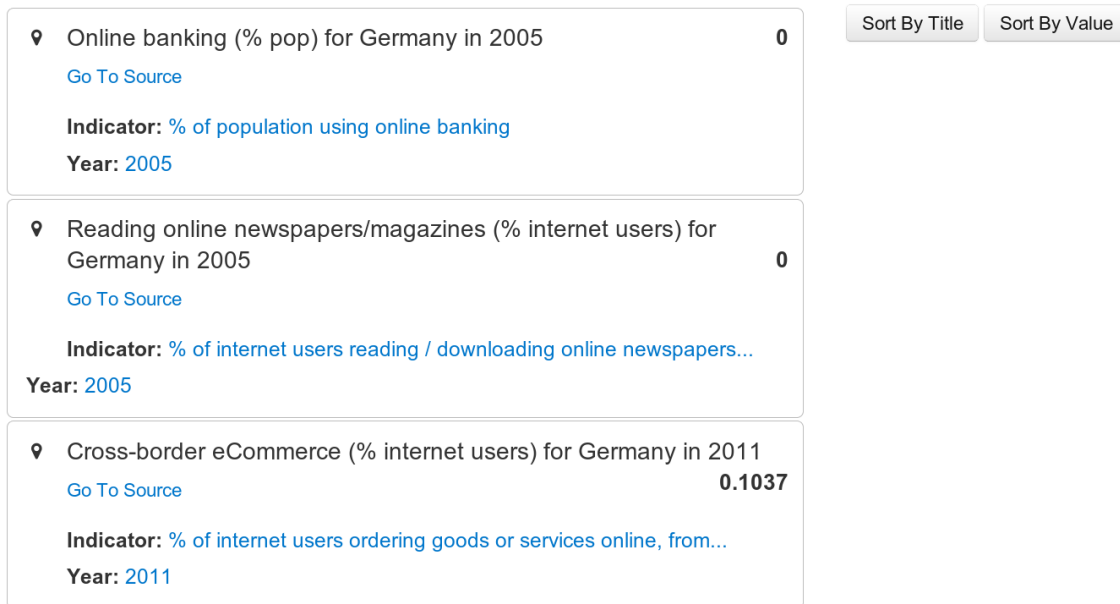 Sort By Title Sort By Value
Online banking (% pop) for Germany in 2005 0
Go To Source
Indicator: % of population using online banking
Year: 2005
Reading online newspapers/magazines (% internet users) for
Germany in 2005 0
Go To Source
Indicator: % of internet users reading / downloading online newspapers...
Year: 2005
Cross-border eCommerce (% internet users) for Germany in 2011
0.1037
Go To Source
Indicator: % of internet users ordering goods or services online, from...
Year: 2011